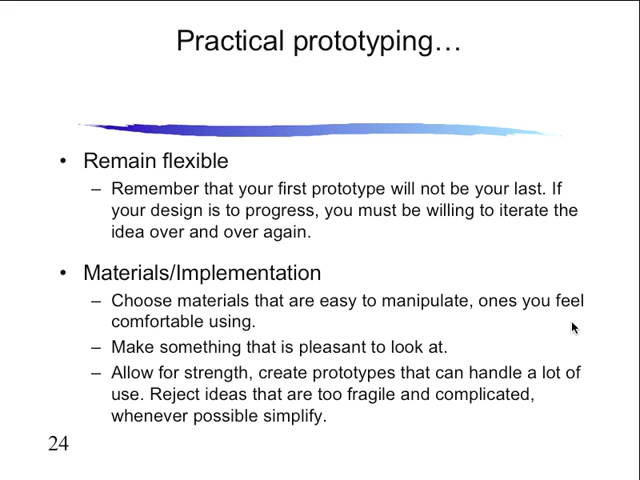 Practical prototyping…
• Remain flexible
– Remember that your first prototype will not be your last. If
your design is to progress, you must be willing to iterate the
idea over and over again.
• Materials/Implementation
– Choose materials that are easy to manipulate, ones you feel
comfortable using.
– Make something that is pleasant to look at.
– Allow for strength, create prototypes that can handle a lot of
use. Reject ideas that are too fragile and complicated,
whenever possible simplify.
24